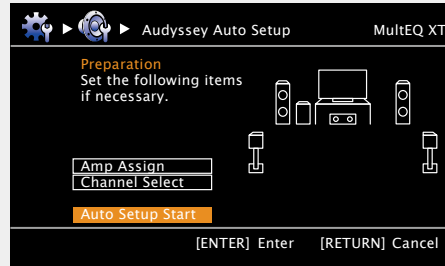 Audyssey Auto Setup MultEQ XT
Preparation
Set the following items
if necessary.
Amp Assign
Channel Select
Auto Setup Start
[ENTER] Enter [RETURN] Cancel